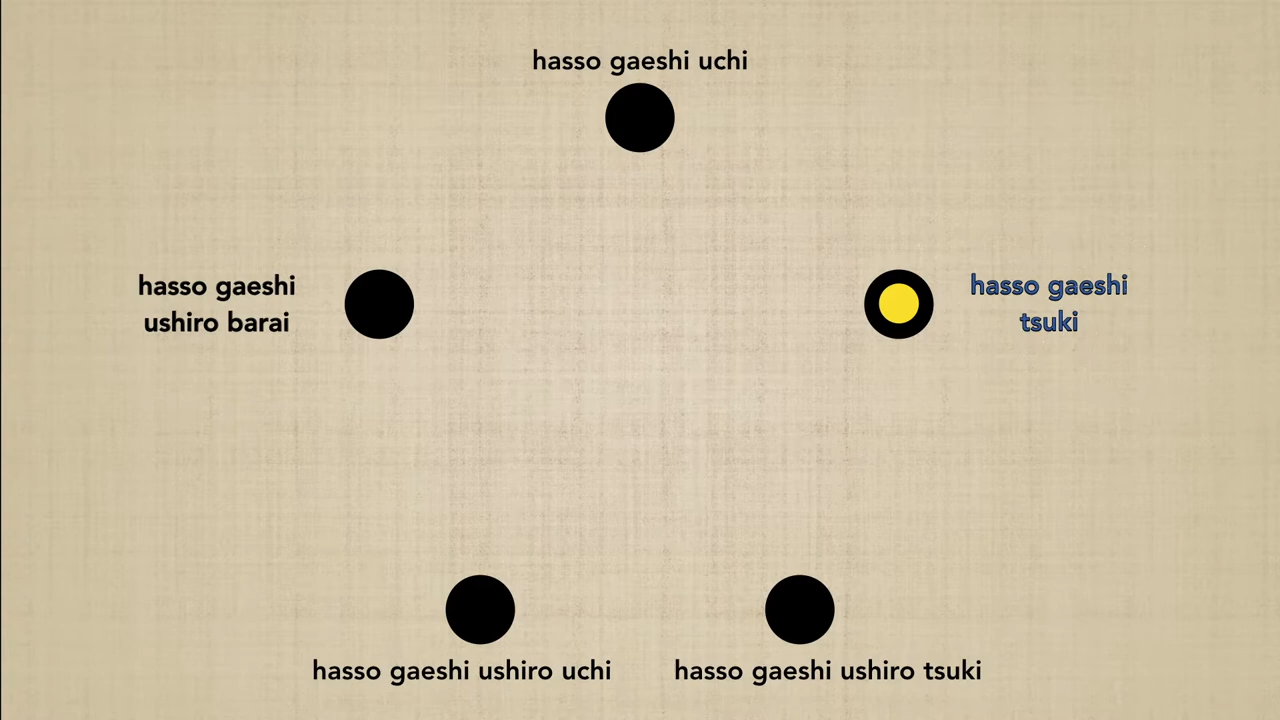 hasso gaeshi uchi
hasso gaeshi
ushiro barai
hasso gaeshi
tsuki
hasso gaeshi ushiro uchi
hasso gaeshi ushiro tsuki